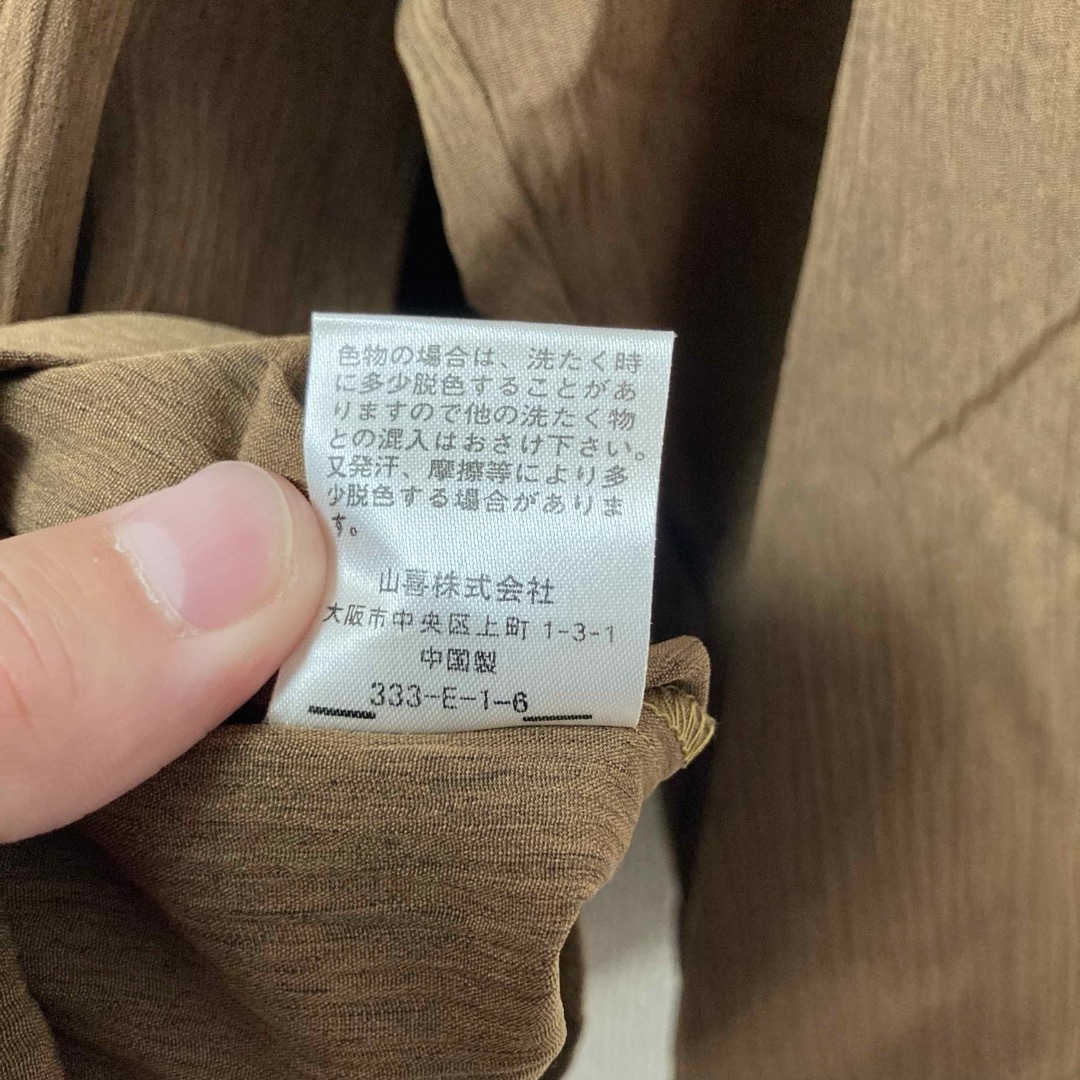 色物の場合は、洗たく時
に多少脱色することがあ
りますので他の洗たく物
との混入はおさけ下さい。
又発汗、摩擦等により多
少脱色する場合がありま
す。
山喜株式会社
大阪市中央区上町1-3-1
中国製
333-E-1-6